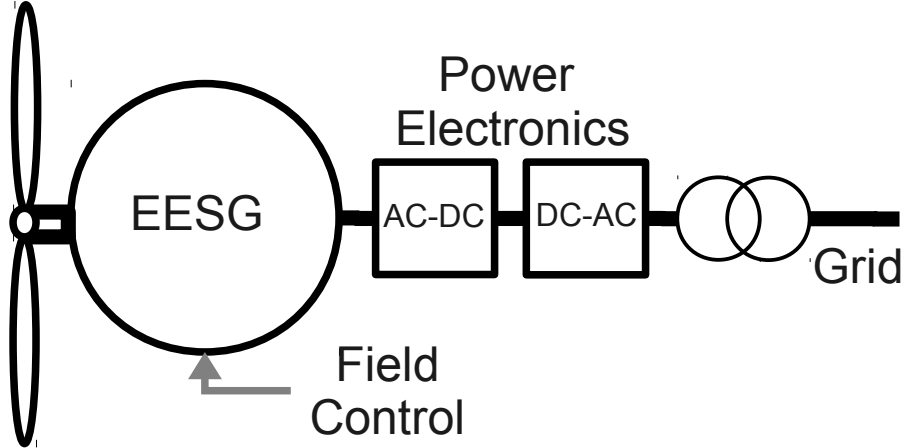 Power
Electronics
EESG
AC-DC
DC-AC
Grid
Field
Control